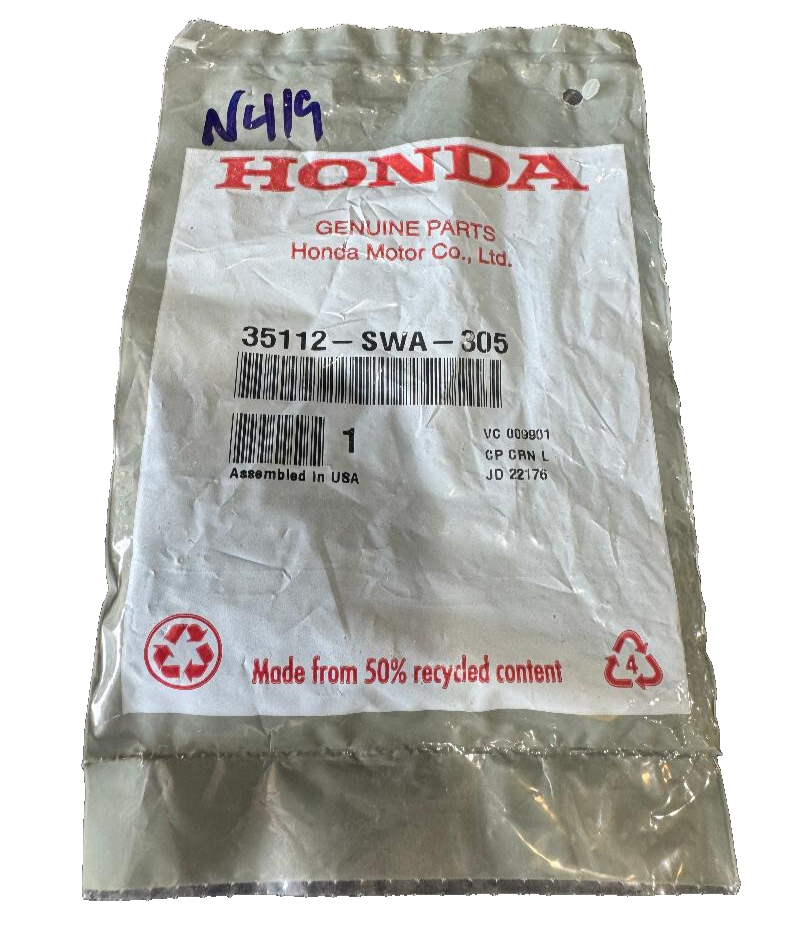 N419
HONDA
GENUINE PARTS
Honda Motor Co., Ltd.
35112-SWA-305
1
Assembled in USA
VC 009901
CP CRN L
JD 22176
Made from 50% recycled content
4